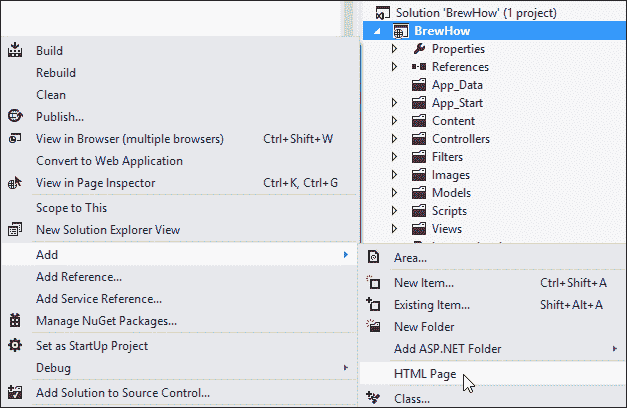 Solution 'BrewHow' (1 project)
BrewHow
Properties
References
App_Data
App_Start
Content
Controllers
Filters
Images
Models
Scripts
Views
Build
Rebuild
Clean
Publish...
View in Browser (multiple browsers) Ctrl+Shift+W
Convert to Web Application
View in Page Inspector Ctrl+K, Ctrl+G
Scope to This
New Solution Explorer View
Add
Add Reference...
Add Service Reference...
Manage NuGet Packages...
Set as StartUp Project
Debug
Add Solution to Source Control...
Area...
New Item... Ctrl+Shift+A
Existing Item... Shift+Alt+A
New Folder
Add ASP.NET Folder
HTML Page
Class...